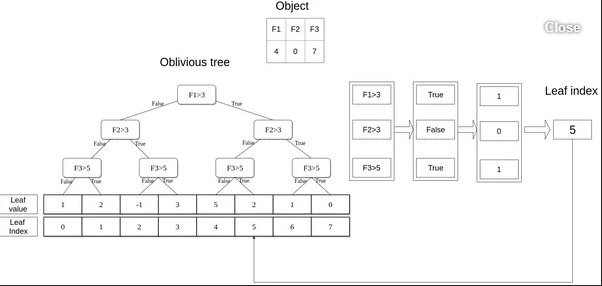 Object
F1 F2 F3
4 0 7
Close
Oblivious tree
Leaf index
F1>3
False True
F2>3 F2>3
False True False True
F3>5 F3>5 F3>5 F3>5
False True False True False True False True
Leaf value 1 2 -1 3 5 2 1 0
Leaf Index 0 1 2 3 4 5 6 7
F1>3 True 1
F2>3 False 0 5
F3>5 True 1